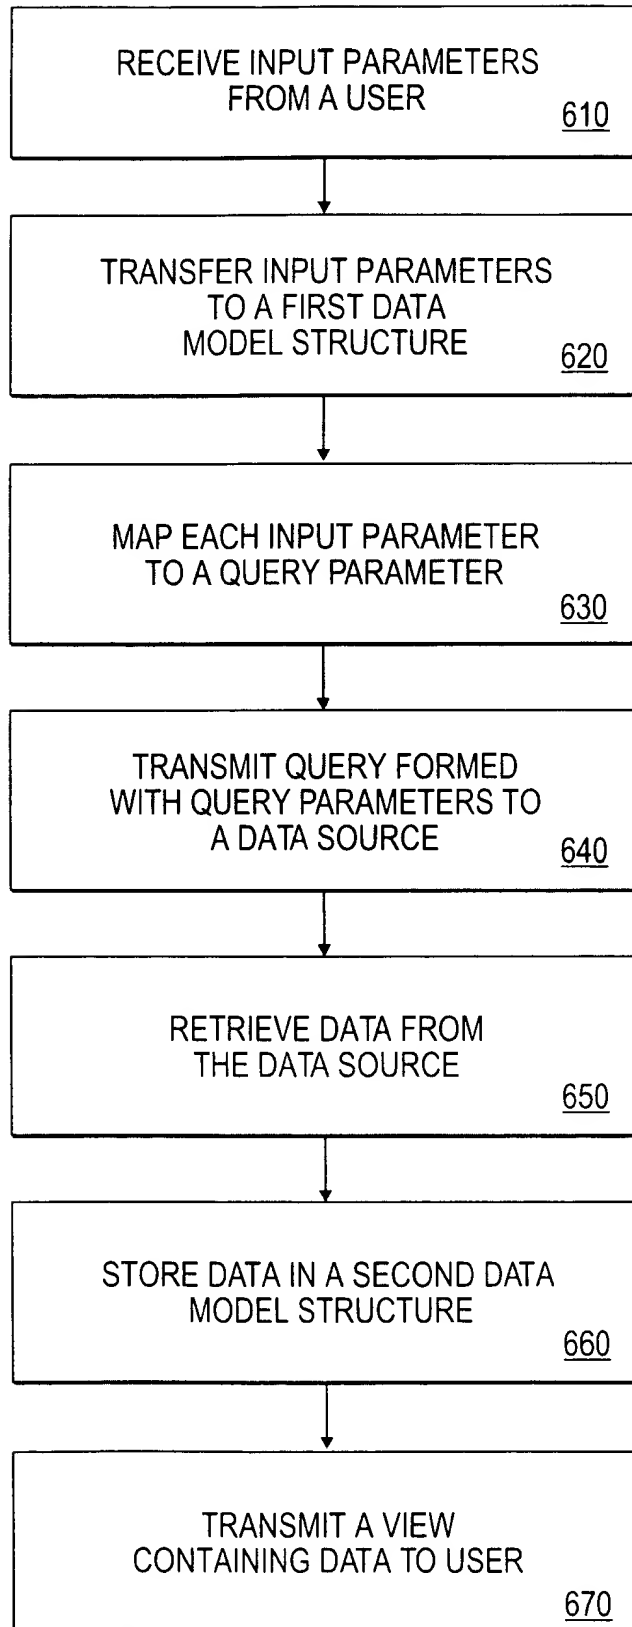 RECEIVE INPUT PARAMETERS
FROM A USER
610
TRANSFER INPUT PARAMETERS
TO A FIRST DATA
MODEL STRUCTURE
620
MAP EACH INPUT PARAMETER
TO A QUERY PARAMETER
630
TRANSMIT QUERY FORMED
WITH QUERY PARAMETERS TO
A DATA SOURCE
640
RETRIEVE DATA FROM
THE DATA SOURCE
650
STORE DATA IN A SECOND DATA
MODEL STRUCTURE
660
TRANSMIT A VIEW
CONTAINING DATA TO USER
670